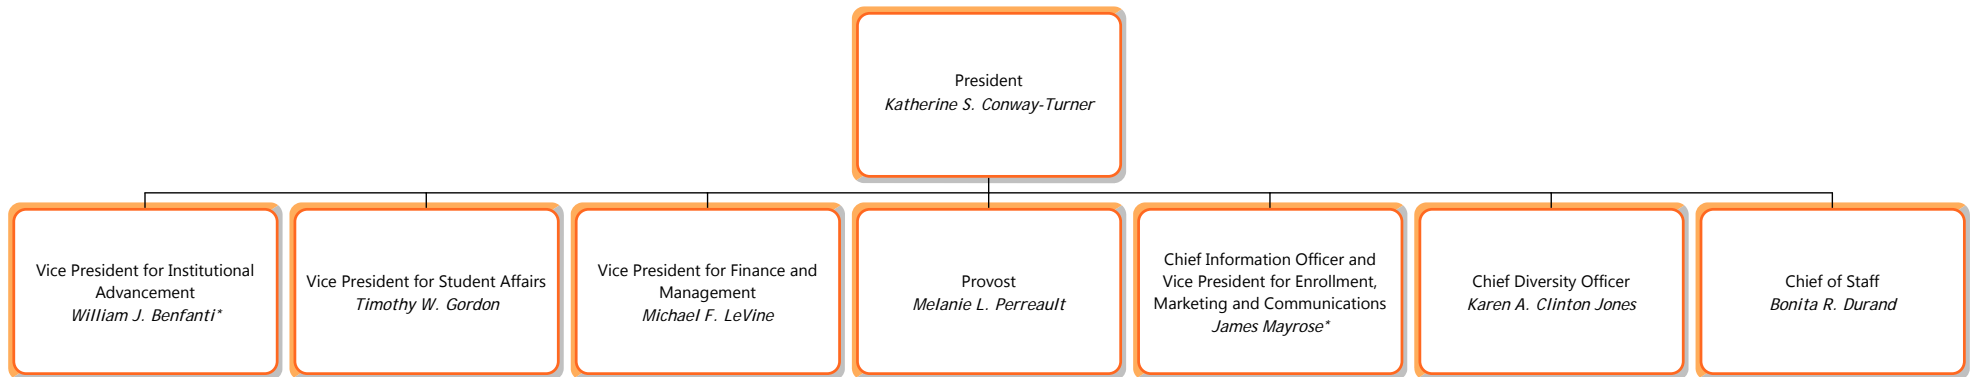 President
Katherine S. Conway-Turner
Vice President for Institutional
Advancement
William J. Benfanti*
Vice President for Student Affairs
Timothy W. Gordon
Vice President for Finance and
Management
Michael F. LeVine
Provost
Melanie L. Perreault
Chief Information Officer and
Vice President for Enrollment,
Marketing and Communications
James Mayrose*
Chief Diversity Officer
Karen A. Clinton Jones
Chief of Staff
Bonita R. Durand